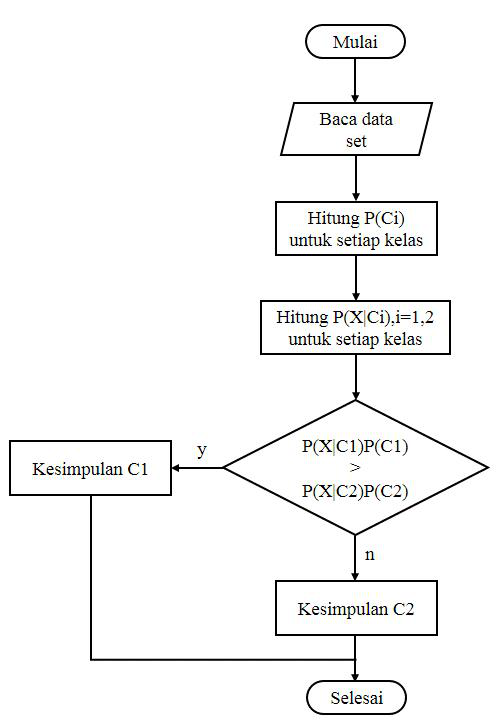 Mulai
Baca data
set
Hitung P(Ci)
untuk setiap kelas
Hitung P(X|Ci),i=1,2
untuk setiap kelas
P(X|C1)P(C1)
>
P(X|C2)P(C2)
y
Kesimpulan C1
n
Kesimpulan C2
Selesai